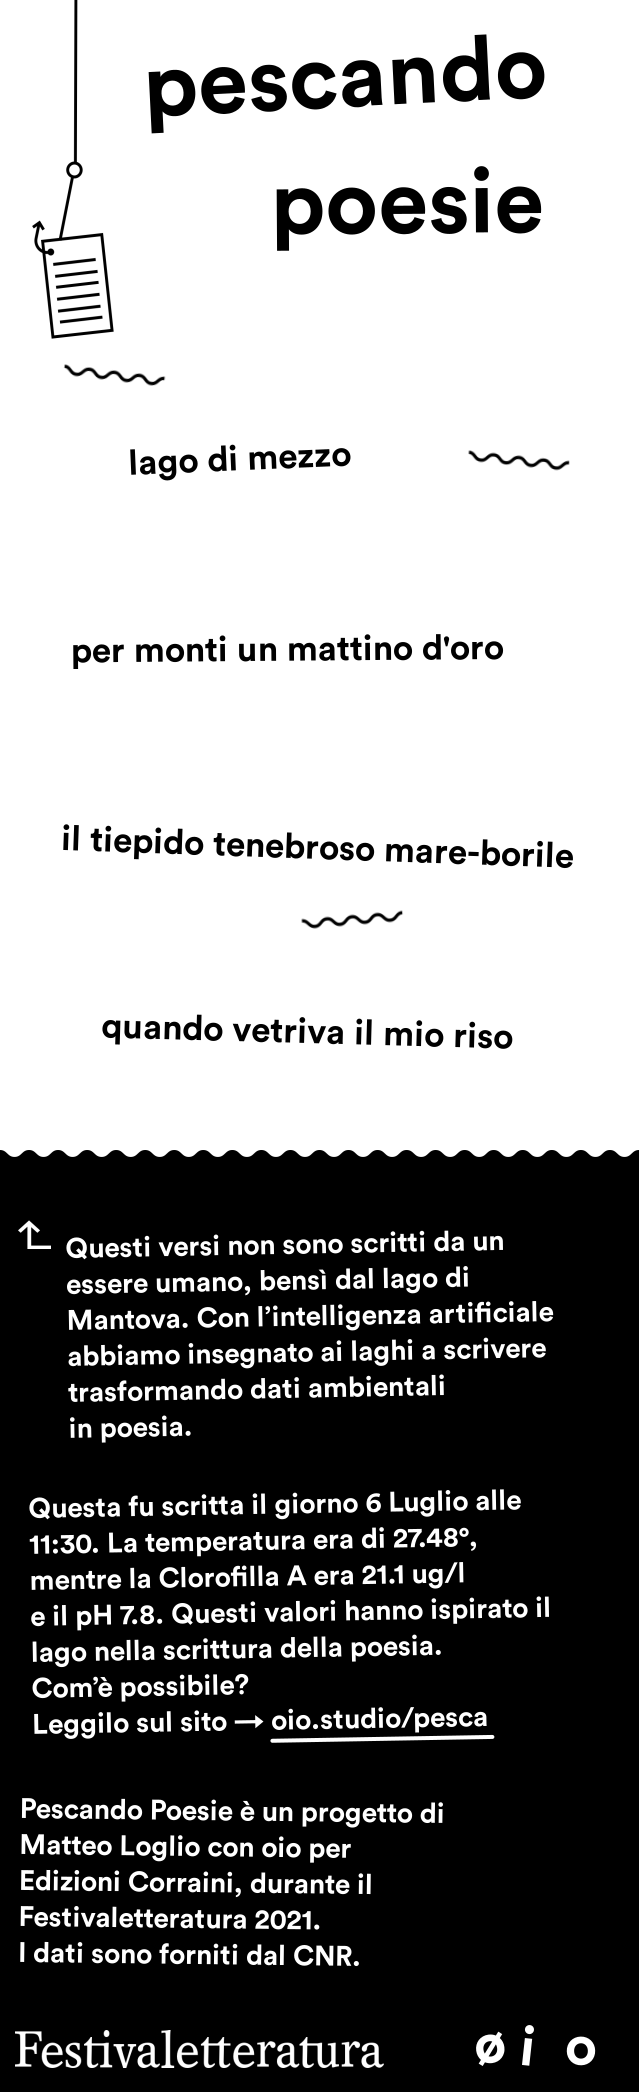 pescando
poesie
lago di mezzo
per monti un mattino d'oro
il tiepido tenebroso mare-borile
quando vetriva il mio riso
Questi versi non sono scritti da un
essere umano, bensì dal lago di
Mantova. Con l’intelligenza artificiale
abbiamo insegnato ai laghi a scrivere
trasformando dati ambientali
in poesia.
Questa fu scritta il giorno 6 Luglio alle
11:30. La temperatura era di 27.48°,
mentre la Clorofilla A era 21.1 ug/l
e il pH 7.8. Questi valori hanno ispirato il
lago nella scrittura della poesia.
Com’è possibile?
Leggilo sul sito → oio.studio/pesca
Pescando Poesie è un progetto di
Matteo Loglio con oio per
Edizioni Corraini, durante il
Festivaletteratura 2021.
I dati sono forniti dal CNR.
Festivaletteratura øio